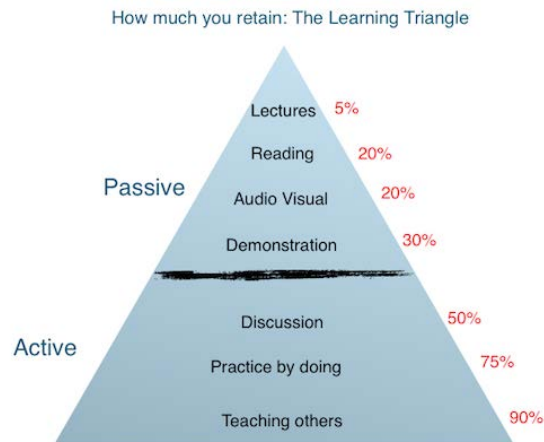 How much you retain: The Learning Triangle
Lectures 5%
Reading 20%
Passive
Audio Visual 20%
Demonstration 30%
Discussion 50%
Active
Practice by doing 75%
Teaching others 90%